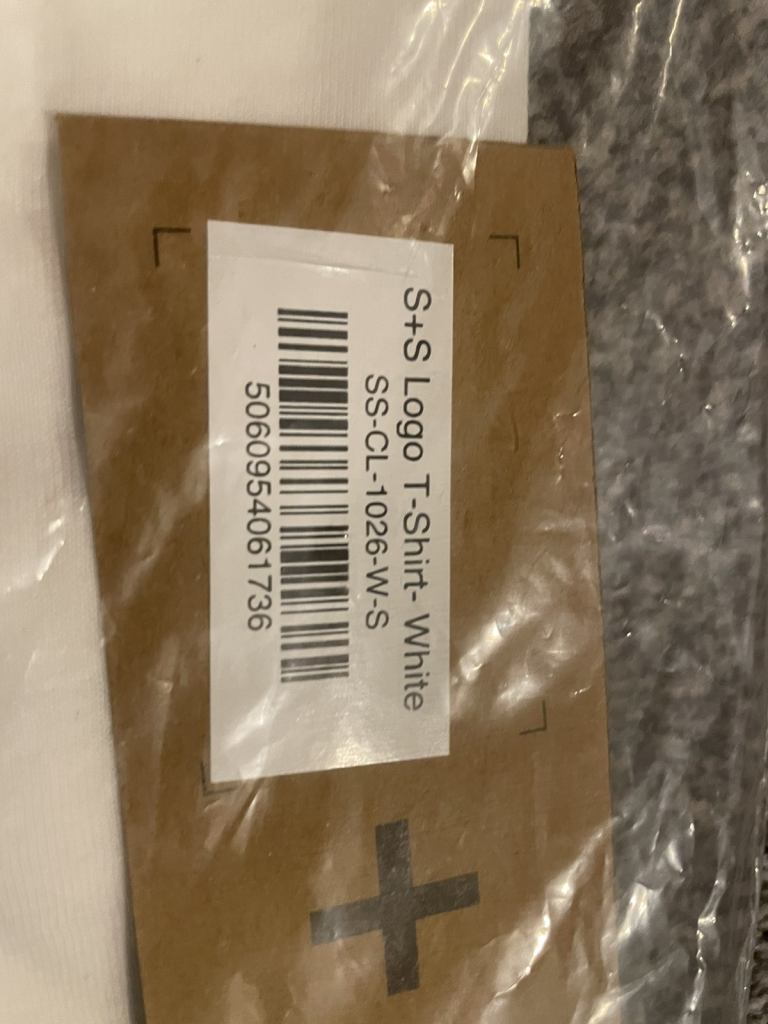 S+S Logo T-Shirt- White
SS-CL-1026-W-S
5060954061736